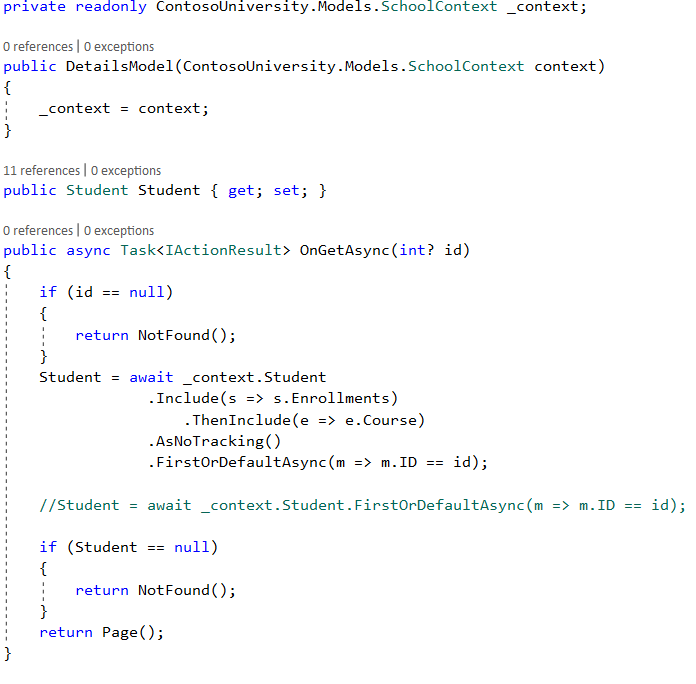 private readonly ContosoUniversity.Models.SchoolContext _context;
0 references | 0 exceptions
public DetailsModel(ContosoUniversity.Models.SchoolContext context)
{
    _context = context;
}
11 references | 0 exceptions
public Student Student { get; set; }
0 references | 0 exceptions
public async Task<IActionResult> OnGetAsync(int? id)
{
    if (id == null)
    {
        return NotFound();
    }
    Student = await _context.Student
                .Include(s => s.Enrollments)
                    .ThenInclude(e => e.Course)
                .AsNoTracking()
                .FirstOrDefaultAsync(m => m.ID == id);
    //Student = await _context.Student.FirstOrDefaultAsync(m => m.ID == id);
    if (Student == null)
    {
        return NotFound();
    }
    return Page();
}